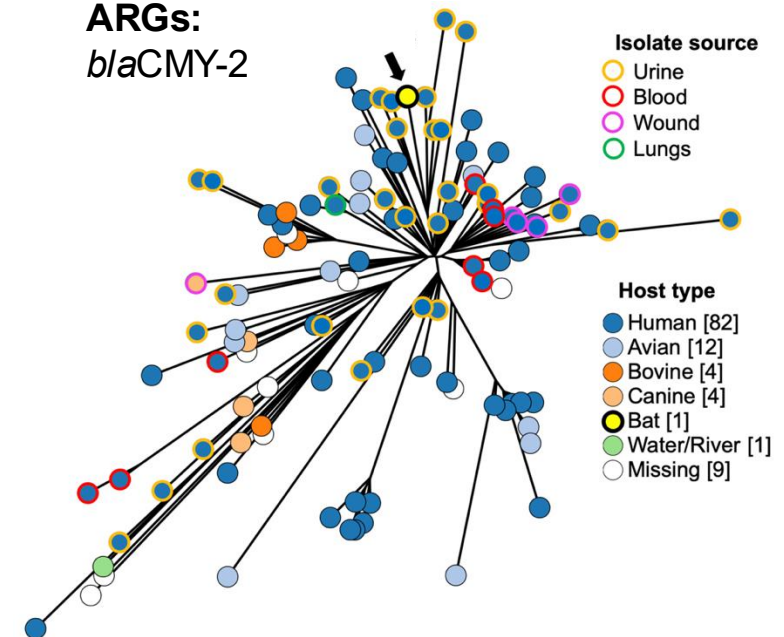 ARGs:
blaCMY-2
Isolate source
Urine
Blood
Wound
Lungs
Host type
Human [82]
Avian [12]
Bovine [4]
Canine [4]
Bat [1]
Water/River [1]
Missing [9]